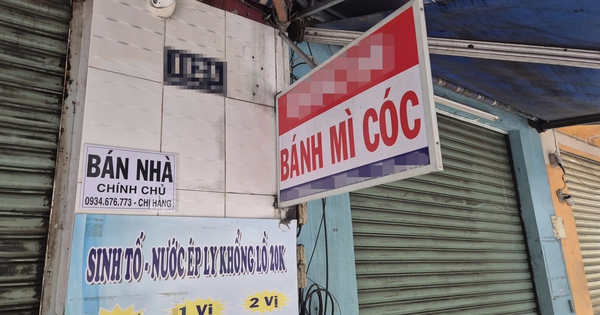 BÁN NHÀ
CHÍNH CHỦ
0934.676.773 - CHỊ HẰNG
BÁNH MÌ CÓC
SINH TỐ - NƯỚC ÉP LY KHỔNG LỒ 20K
1 Vị
2 Vị